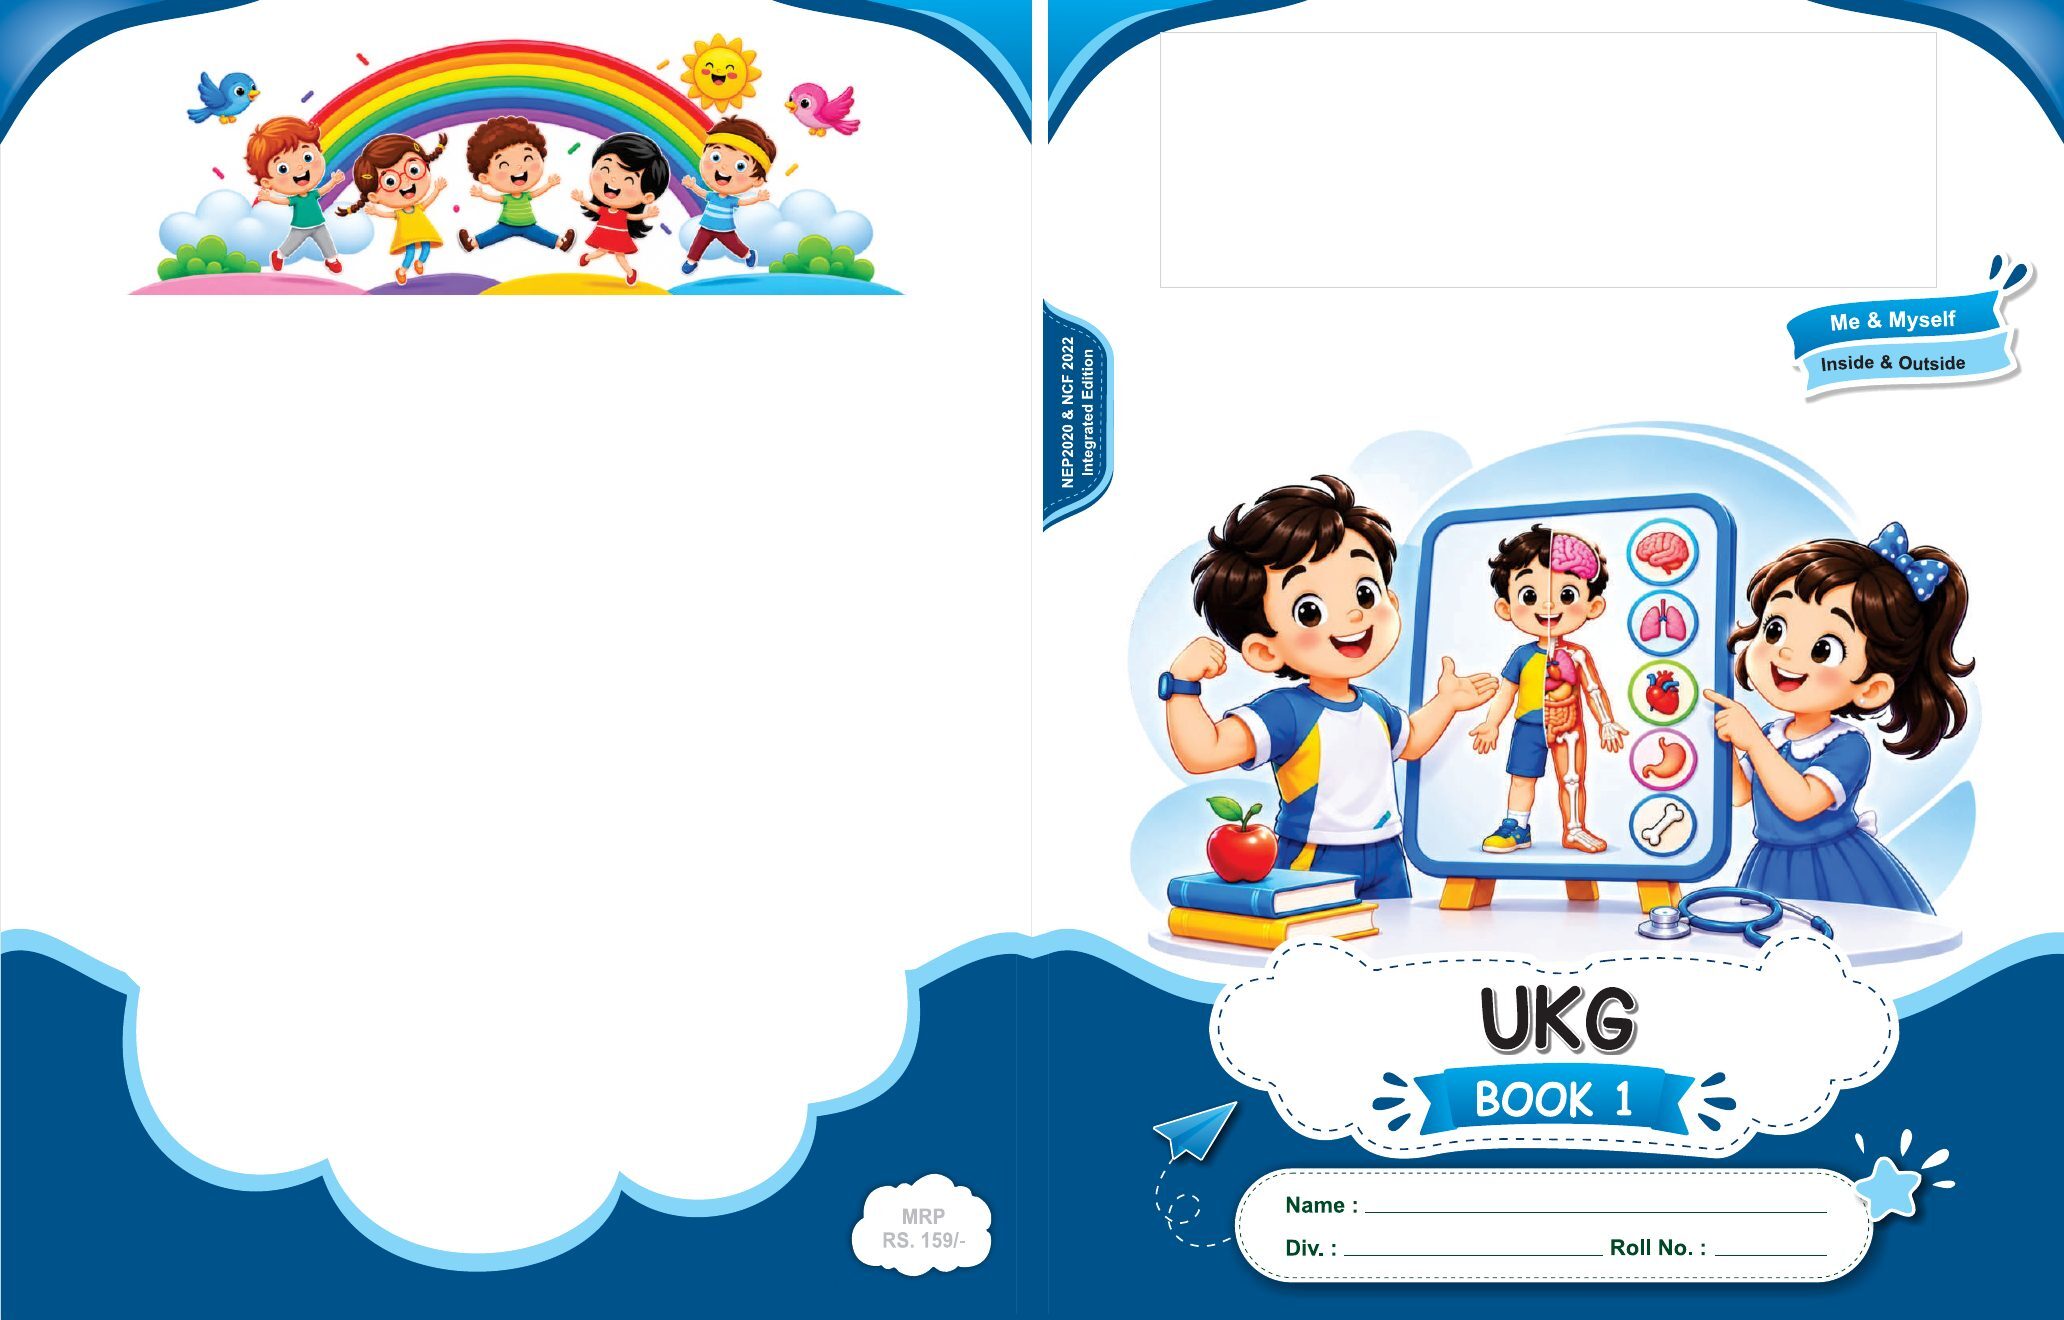 MRP
RS. 159/-
NEP2020 & NCF 2022
Integrated Edition
Me & Myself
Inside & Outside
UKG
BOOK 1
Name :
Div. :
Roll No. :